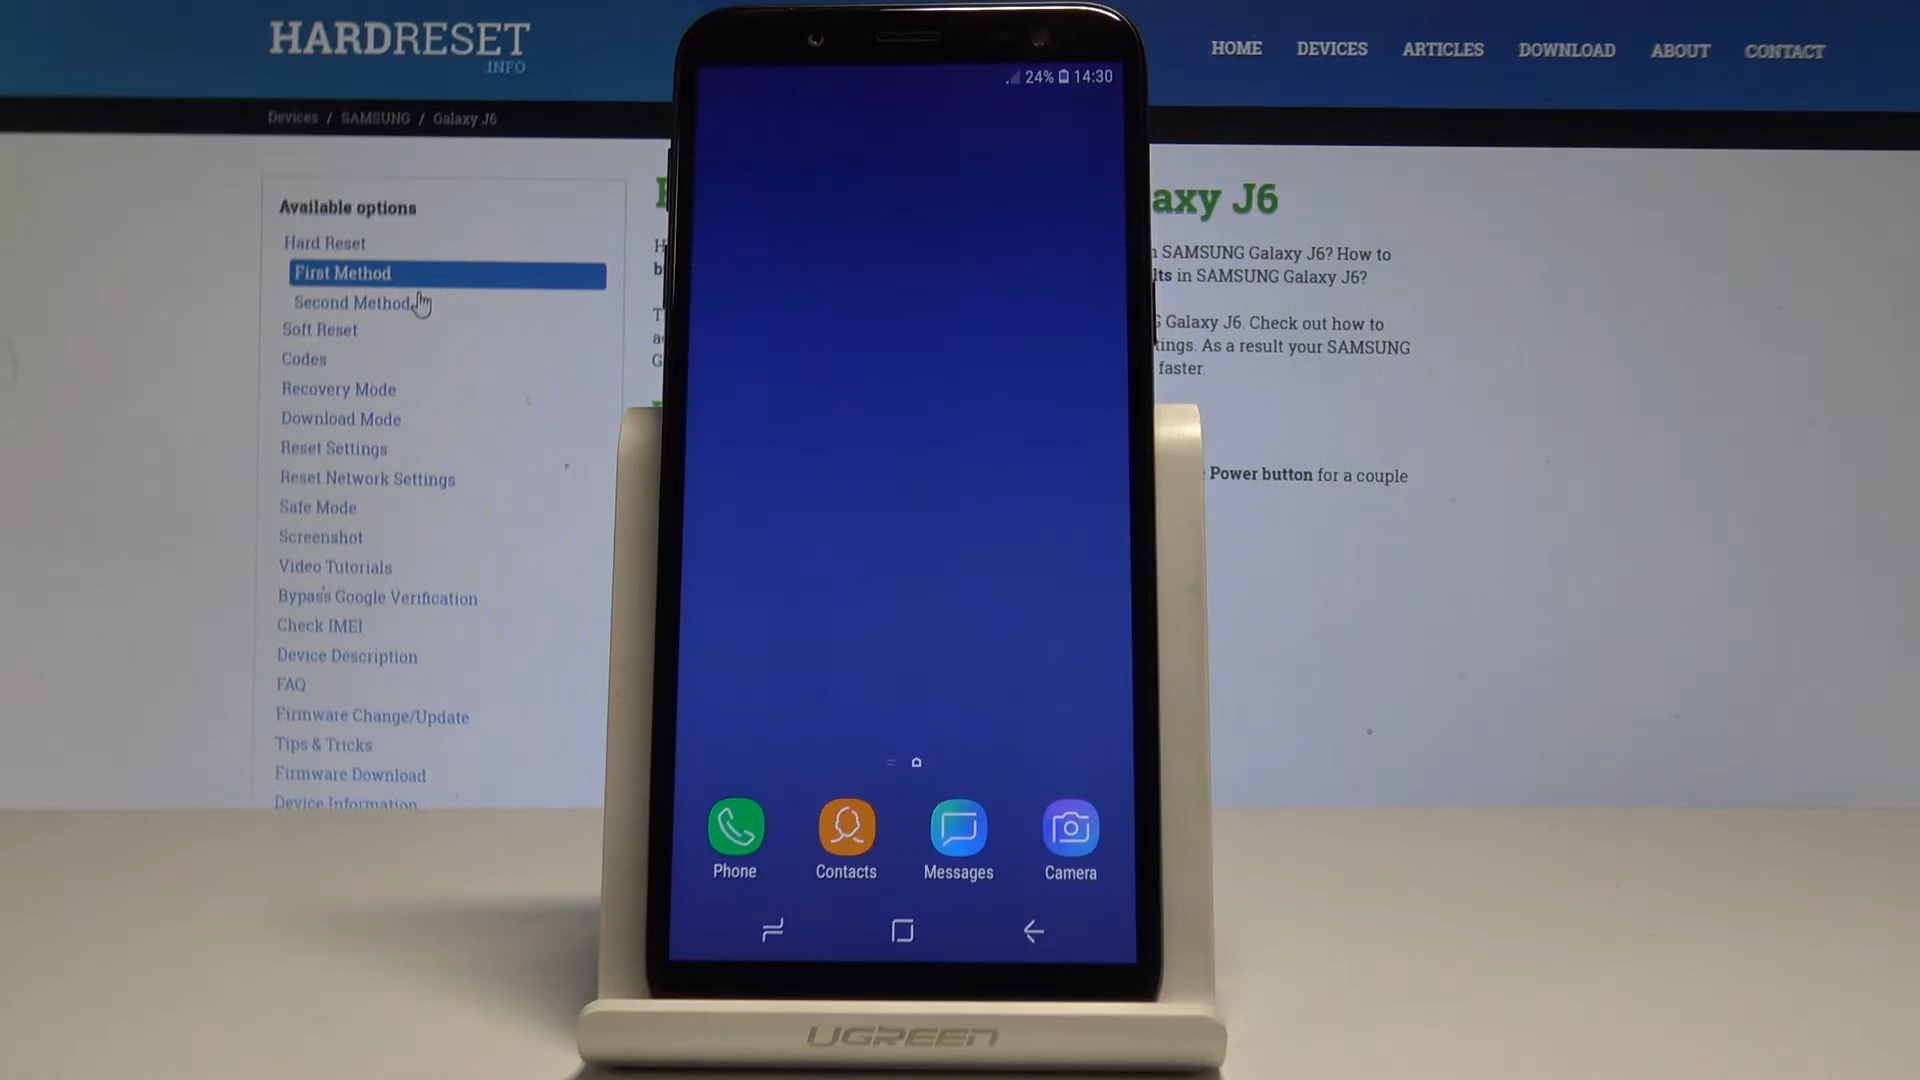 HARDRESET
.INFO
HOME DEVICES ARTICLES DOWNLOAD ABOUT CONTACT
Devices / SAMSUNG / Galaxy J6
Available options
Hard Reset
First Method
Second Method
Soft Reset
Codes
Recovery Mode
Download Mode
Reset Settings
Reset Network Settings
Safe Mode
Screenshot
Video Tutorials
Bypass Google Verification
Check IMEI
Device Description
FAQ
Firmware Change/Update
Tips & Tricks
Firmware Download
Device Information
axy J6
SAMSUNG Galaxy J6? How to
lts in SAMSUNG Galaxy J6?
Galaxy J6. Check out how to
tings. As a result your SAMSUNG
faster.
Power button for a couple
24% 14:30
Phone Contacts Messages Camera
UGREEN